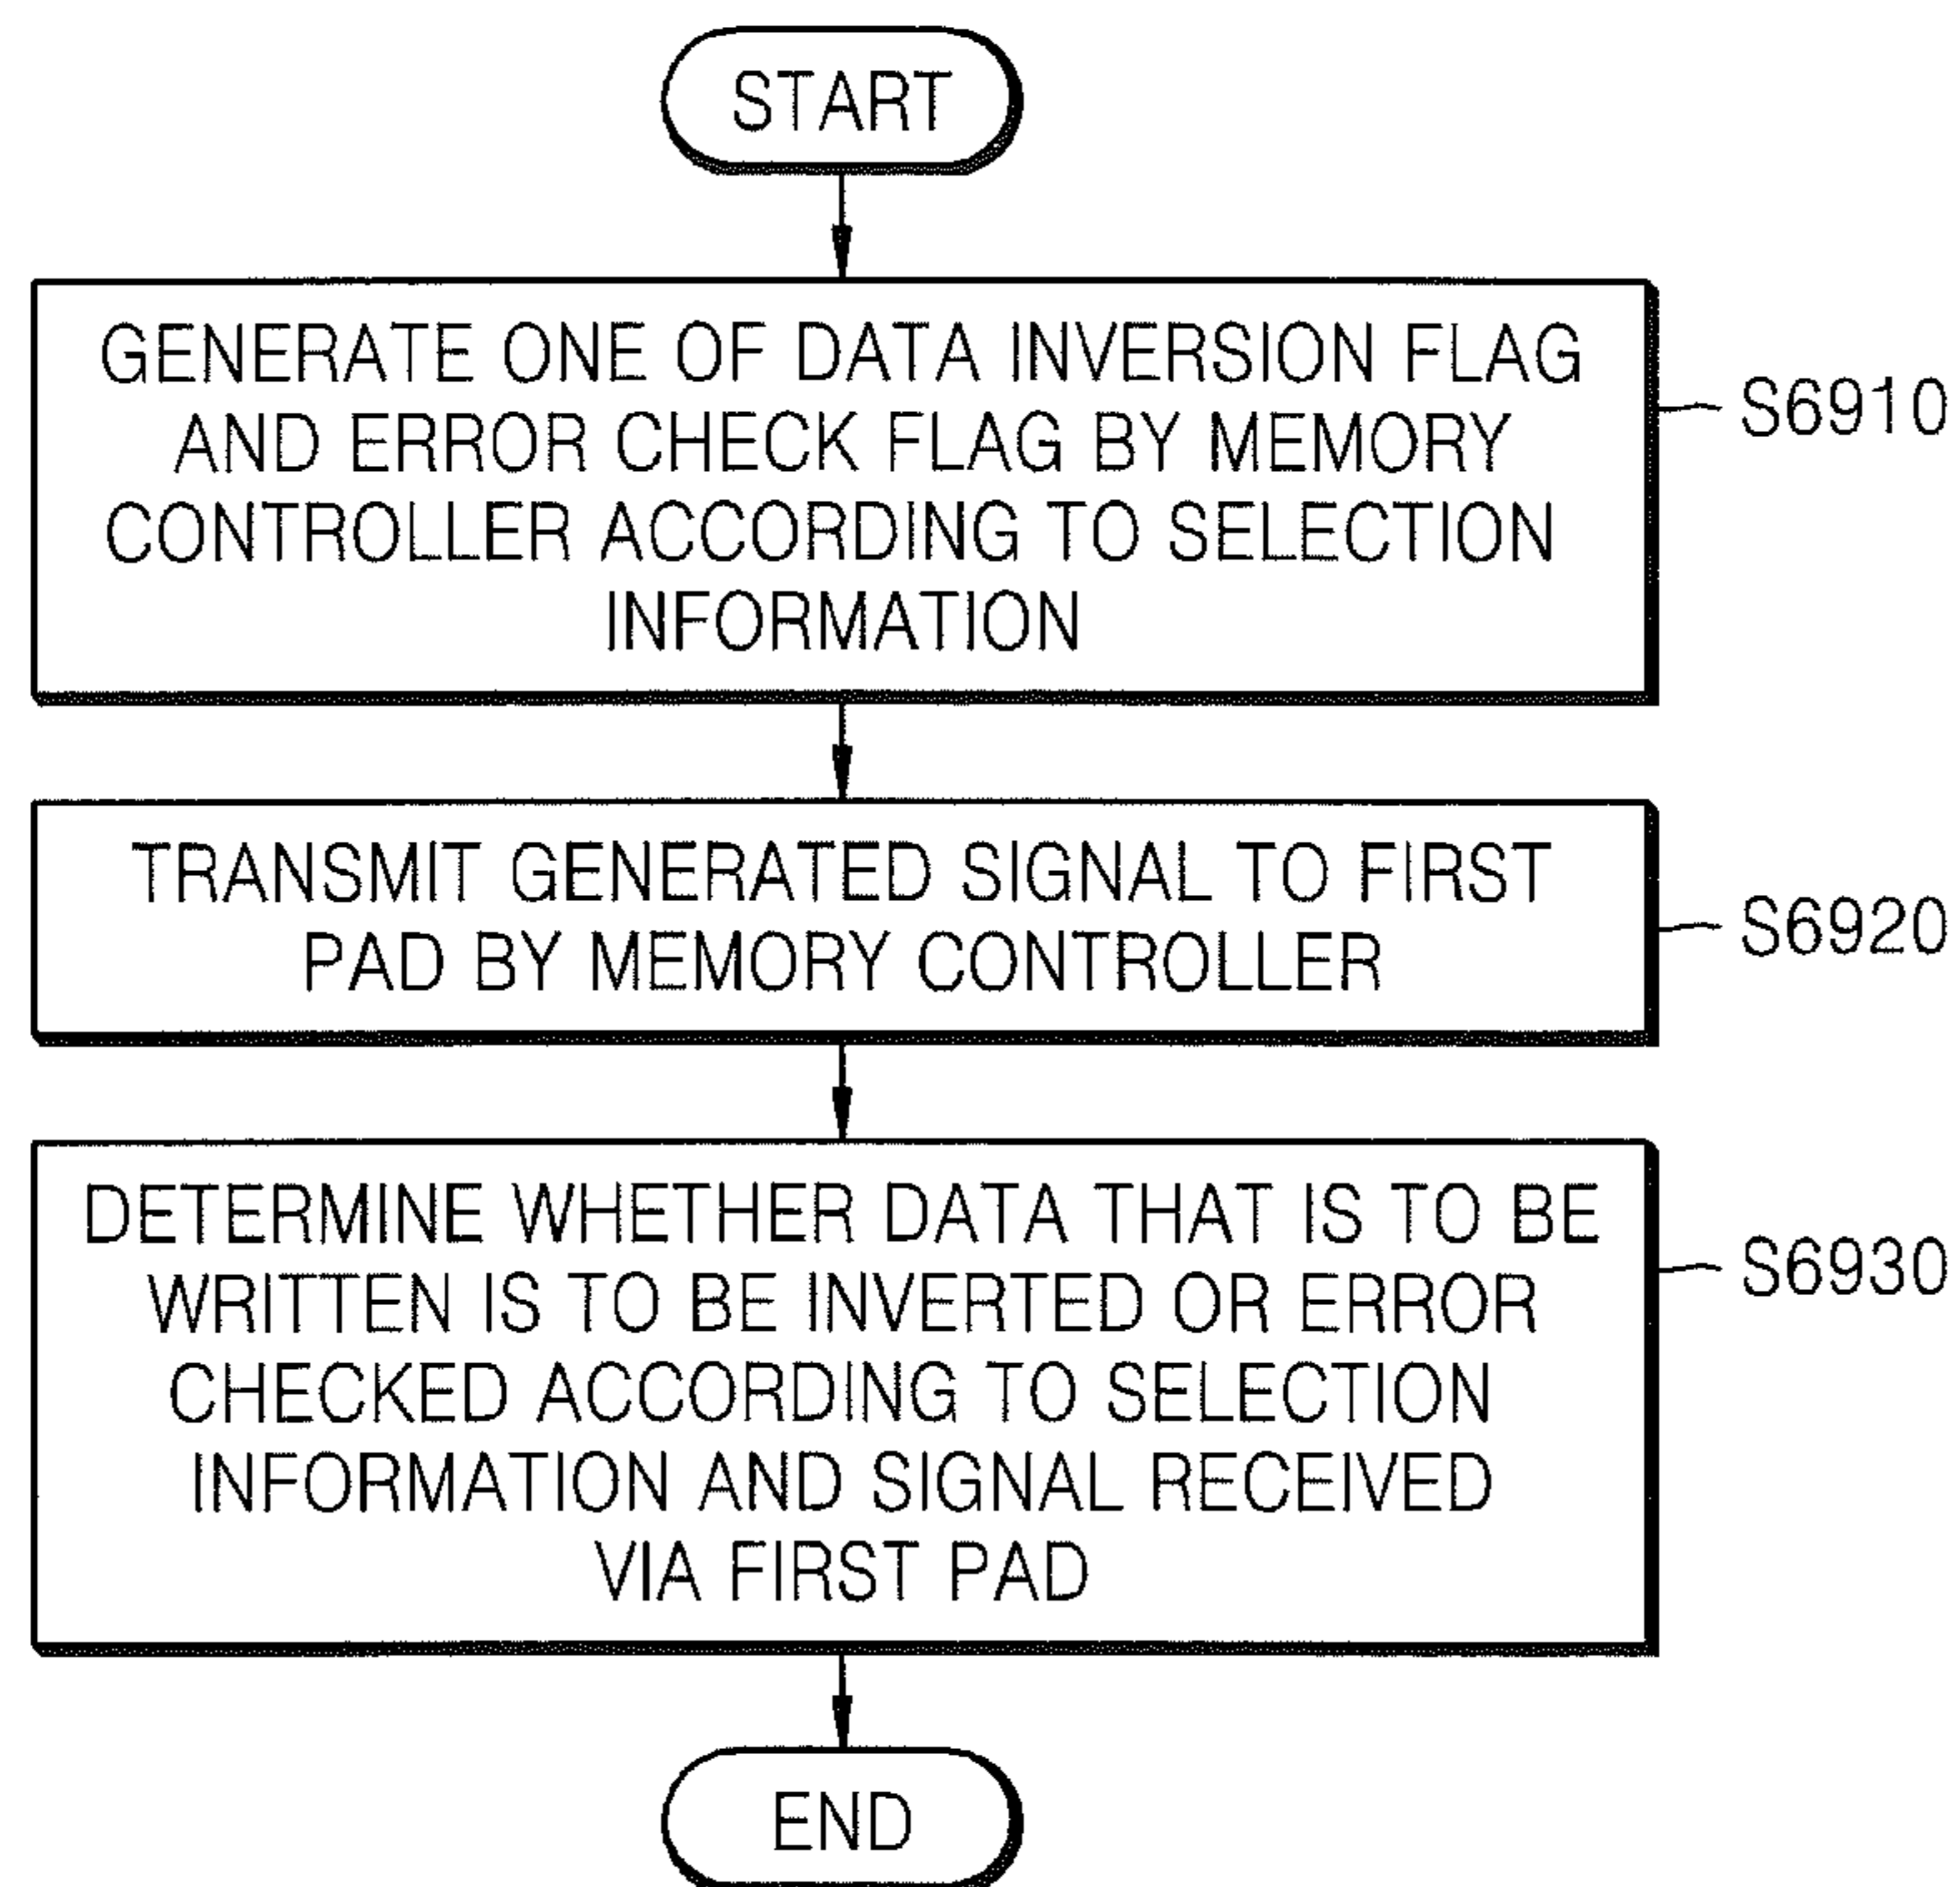 START
GENERATE ONE OF DATA INVERSION FLAG
AND ERROR CHECK FLAG BY MEMORY
CONTROLLER ACCORDING TO SELECTION
INFORMATION
S6910
TRANSMIT GENERATED SIGNAL TO FIRST
PAD BY MEMORY CONTROLLER
S6920
DETERMINE WHETHER DATA THAT IS TO BE
WRITTEN IS TO BE INVERTED OR ERROR
CHECKED ACCORDING TO SELECTION
INFORMATION AND SIGNAL RECEIVED
VIA FIRST PAD
S6930
END